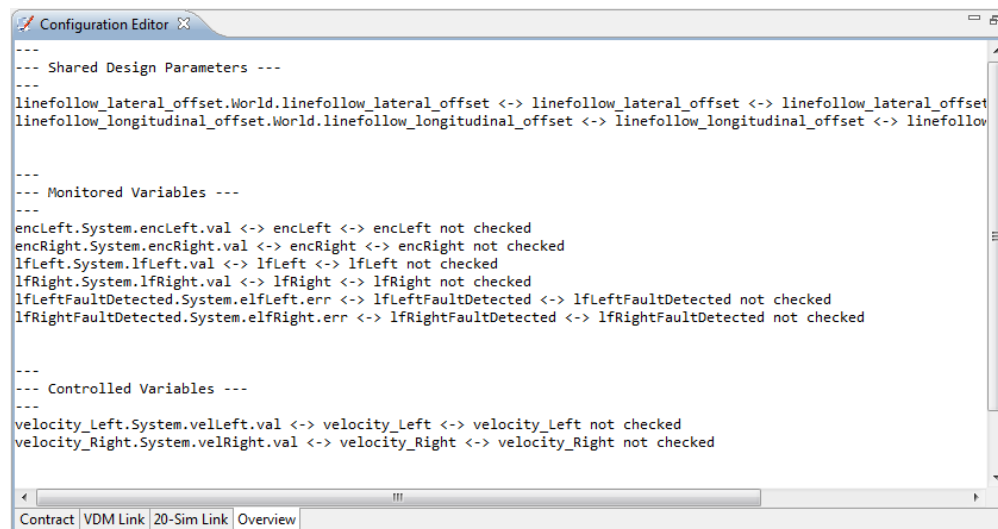 Configuration Editor
---
--- Shared Design Parameters ---
---
linefollow_lateral_offset.World.linefollow_lateral_offset <-> linefollow_lateral_offset <-> linefollow_lateral_offset
linefollow_longitudinal_offset.World.linefollow_longitudinal_offset <-> linefollow_longitudinal_offset <-> linefollow
---
--- Monitored Variables ---
---
encLeft.System.encLeft.val <-> encLeft <-> encLeft not checked
encRight.System.encRight.val <-> encRight <-> encRight not checked
lfLeft.System.lfLeft.val <-> lfLeft <-> lfLeft not checked
lfRight.System.lfRight.val <-> lfRight <-> lfRight not checked
lfLeftFaultDetected.System.elfLeft.err <-> lfLeftFaultDetected <-> lfLeftFaultDetected not checked
lfRightFaultDetected.System.elfRight.err <-> lfRightFaultDetected <-> lfRightFaultDetected not checked
---
--- Controlled Variables ---
---
velocity_Left.System.velLeft.val <-> velocity_Left <-> velocity_Left not checked
velocity_Right.System.velRight.val <-> velocity_Right <-> velocity_Right not checked
Contract VDM Link 20-Sim Link Overview